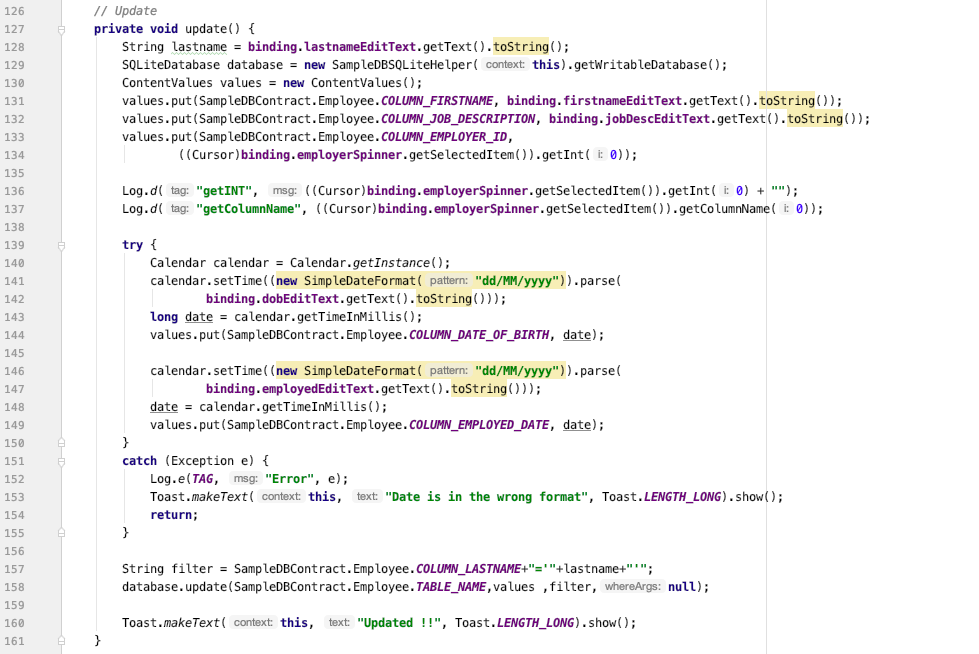 126 // Update
127 private void update() {
128 String lastname = binding.lastnameEditText.getText().toString();
129 SQLiteDatabase database = new SampleDBSQLiteHelper( context: this).getWritableDatabase();
130 ContentValues values = new ContentValues();
131 values.put(SampleDBContract.Employee.COLUMN_FIRSTNAME, binding.firstnameEditText.getText().toString());
132 values.put(SampleDBContract.Employee.COLUMN_JOB_DESCRIPTION, binding.jobDescEditText.getText().toString());
133 values.put(SampleDBContract.Employee.COLUMN_EMPLOYER_ID,
134 ((Cursor)binding.employerSpinner.getSelectedItem()).getInt( i: 0));
135
136 Log.d( tag: "getINT", msg: ((Cursor)binding.employerSpinner.getSelectedItem()).getInt( i: 0) + "");
137 Log.d( tag: "getColumnName", ((Cursor)binding.employerSpinner.getSelectedItem()).getColumnName( i: 0));
138
139 try {
140 Calendar calendar = Calendar.getInstance();
141 calendar.setTime((new SimpleDateFormat( pattern: "dd/MM/yyyy")).parse(
142 binding.dobEditText.getText().toString()));
143 long date = calendar.getTimeInMillis();
144 values.put(SampleDBContract.Employee.COLUMN_DATE_OF_BIRTH, date);
145
146 calendar.setTime((new SimpleDateFormat( pattern: "dd/MM/yyyy")).parse(
147 binding.employedEditText.getText().toString()));
148 date = calendar.getTimeInMillis();
149 values.put(SampleDBContract.Employee.COLUMN_EMPLOYED_DATE, date);
150 }
151 catch (Exception e) {
152 Log.e(TAG, msg: "Error", e);
153 Toast.makeText( context: this, text: "Date is in the wrong format", Toast.LENGTH_LONG).show();
154 return;
155 }
156
157 String filter = SampleDBContract.Employee.COLUMN_LASTNAME+"='"+lastname+"'";
158 database.update(SampleDBContract.Employee.TABLE_NAME,values ,filter, whereArgs: null);
159
160 Toast.makeText( context: this, text: "Updated !!", Toast.LENGTH_LONG).show();
161 }